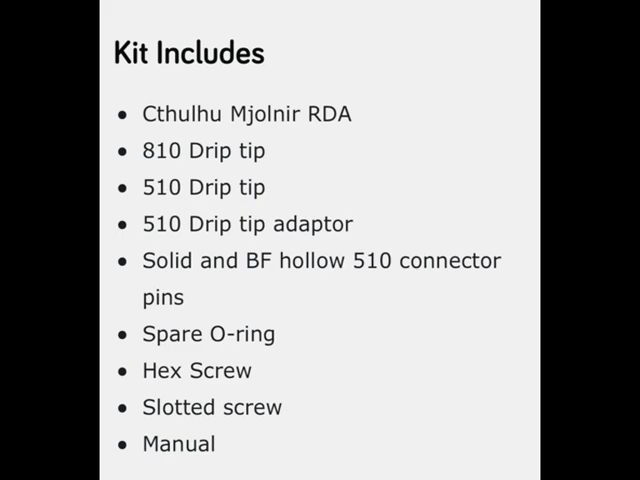 Kit Includes
• Cthulhu Mjolnir RDA
• 810 Drip tip
• 510 Drip tip
• 510 Drip tip adaptor
• Solid and BF hollow 510 connector
pins
• Spare O-ring
• Hex Screw
• Slotted screw
• Manual